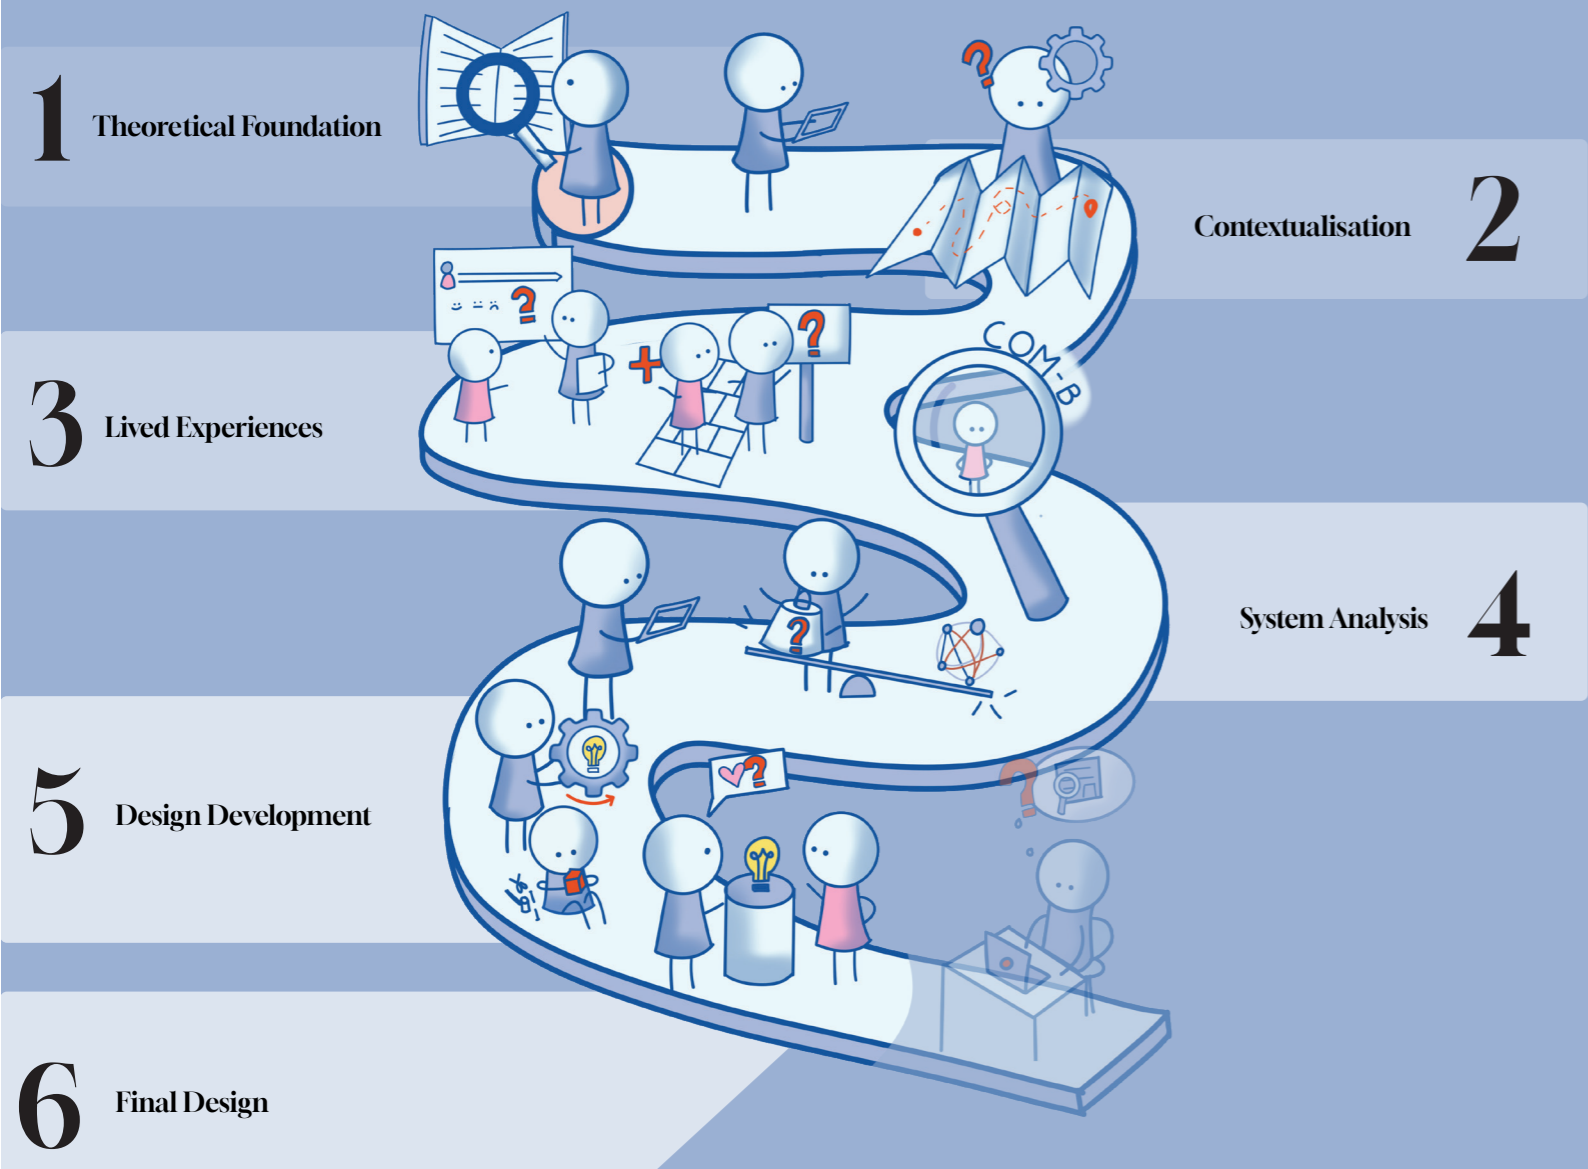 1 Theoretical Foundation
?
Contextualisation 2
?
3 Lived Experiences
+
?
COM-B
?
System Analysis 4
?
5 Design Development
?
6 Final Design